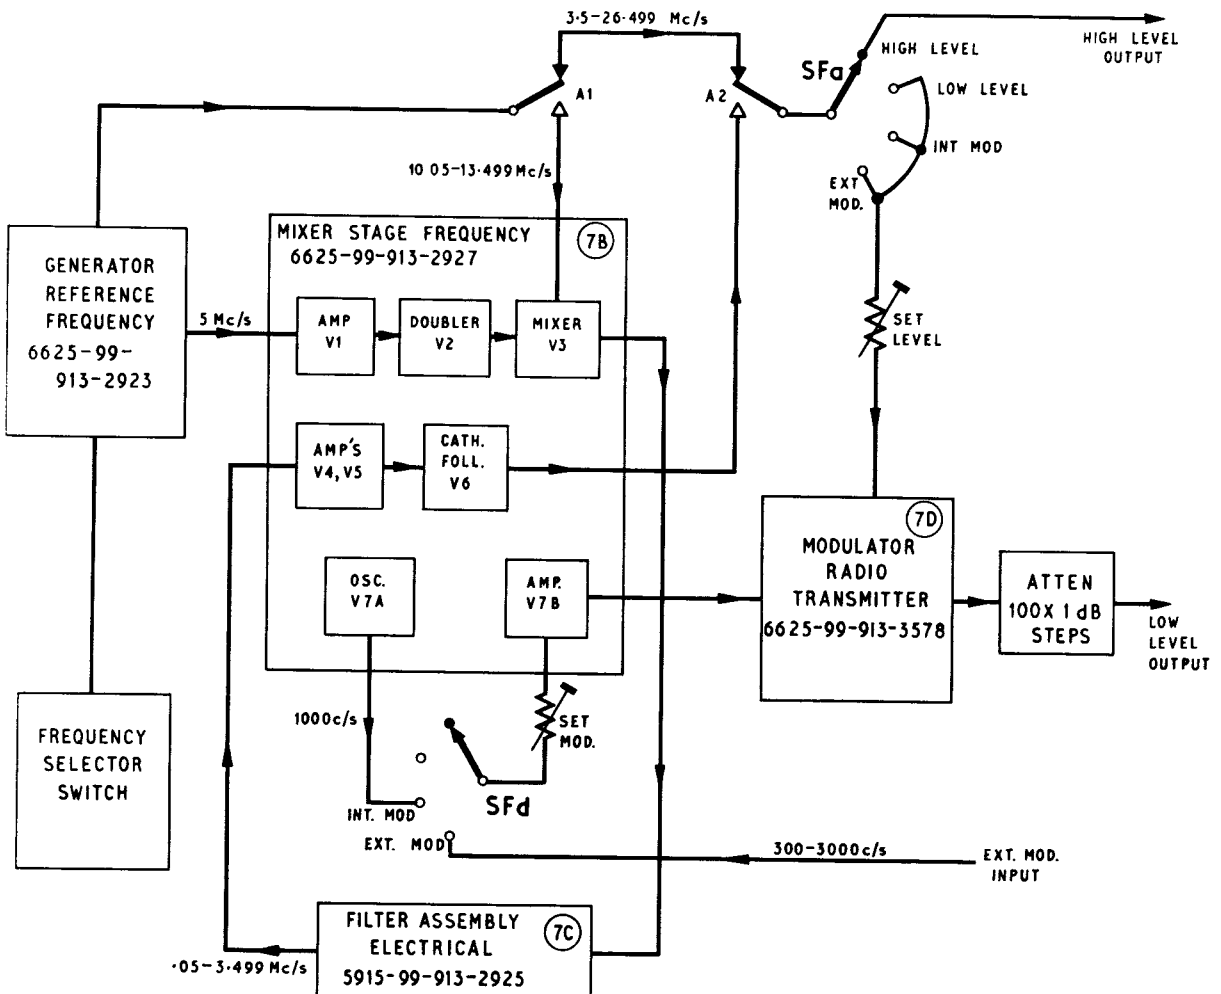 3·5-26·499 Mc/s
HIGH LEVEL
OUTPUT
HIGH LEVEL
SFa
A1
A2
LOW LEVEL
INT MOD
EXT
MOD.
10 05-13·499 Mc/s
MIXER STAGE FREQUENCY
6625-99-913-2927
7B
GENERATOR
REFERENCE
FREQUENCY
6625-99-
913-2923
5 Mc/s
AMP
V1
DOUBLER
V2
MIXER
V3
SET
LEVEL
AMP'S
V4, V5
CATH.
FOLL.
V6
7D
MODULATOR
RADIO
TRANSMITTER
6625-99-913-3578
ATTEN
100X 1 dB
STEPS
LOW
LEVEL
OUTPUT
OSC.
V7A
AMP.
V7B
1000c/s
SET
MOD.
FREQUENCY
SELECTOR
SWITCH
SFd
INT. MOD
EXT. MOD
300-3000c/s
EXT. MOD.
INPUT
FILTER ASSEMBLY
ELECTRICAL
5915-99-913-2925
7C
·05-3·499 Mc/s